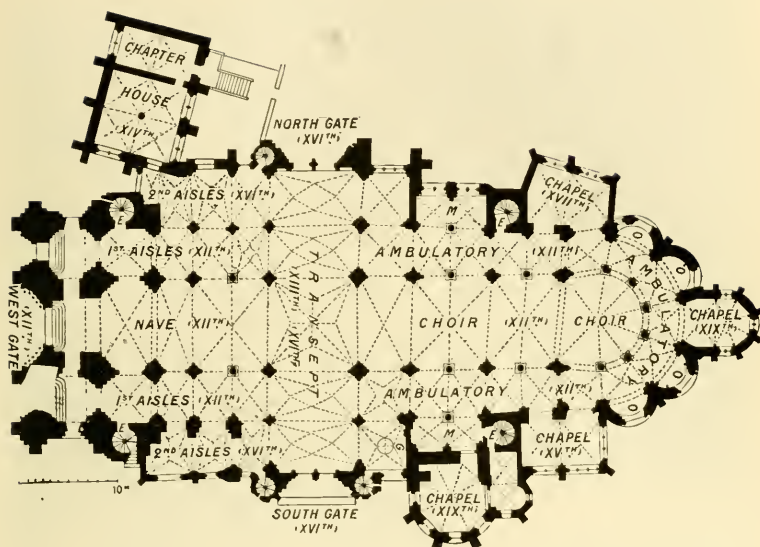 CHAPTER
HOUSE
(XIVTH)
NORTH GATE
(XVITH)
2ND AISLES (XVITH)
M
E
CHAPEL
(XVIITH)
E
1ST AISLES (XIITH)
AMBULATORY (XIITH)
O
O
AMBULATORY
WEST GATE
(XIITH)
NAVE (XIITH)
TRANSEPT
XIIITH XVITH
CHOIR (XIITH)
CHOIR
CHAPEL
(XIXTH)
1ST AISLES (XIITH)
AMBULATORY
(XIITH)
O
O
E
2ND AISLES (XVITH)
G
M
E
CHAPEL
(XVTH)
10M
SOUTH GATE
(XVITH)
CHAPEL
(XIXTH)